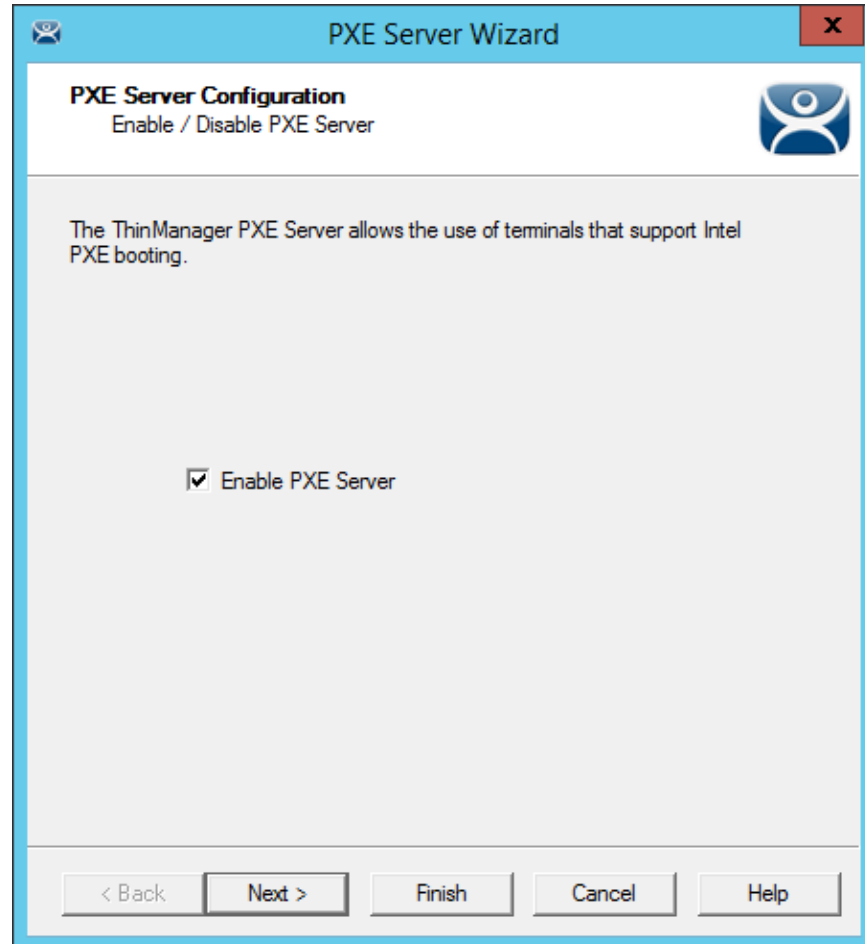 PXE Server Wizard
x
PXE Server Configuration
Enable / Disable PXE Server
The ThinManager PXE Server allows the use of terminals that support Intel
PXE booting.
Enable PXE Server
< Back Next > Finish Cancel Help